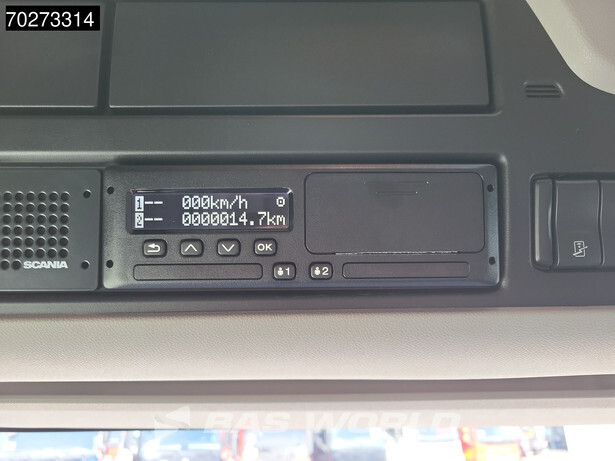 70273314
1-- 000km/h
2-- 0000014.7km
OK
1 2
SCANIA
BAS WORLD